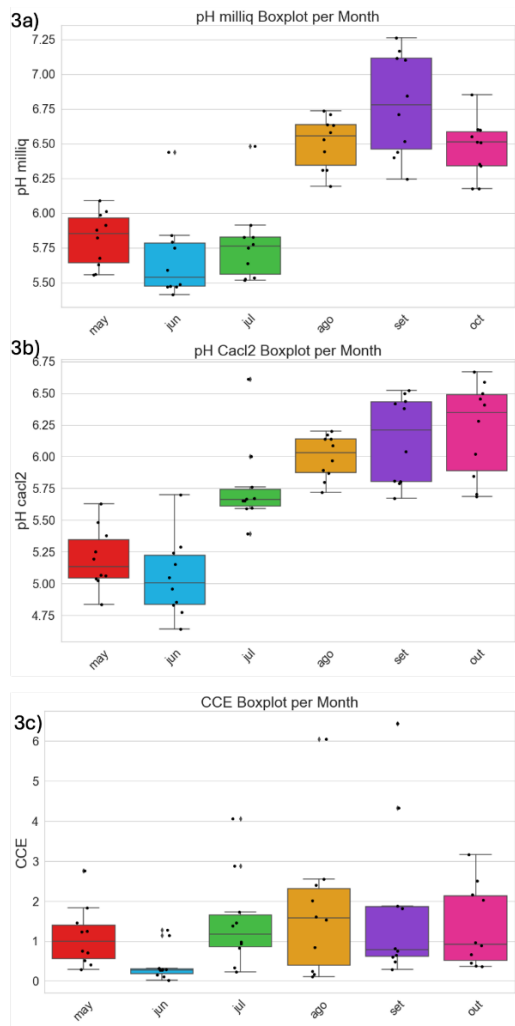 3a)
pH milliq Boxplot per Month
pH milliq
7.25
7.00
6.75
6.50
6.25
6.00
5.75
5.50
may
jun
jul
ago
set
oct
3b)
pH Cacl2 Boxplot per Month
pH cacl2
6.75
6.50
6.25
6.00
5.75
5.50
5.25
5.00
4.75
may
jun
jul
ago
set
out
3c)
CCE Boxplot per Month
CCE
6
5
4
3
2
1
0
may
jun
jul
ago
set
out